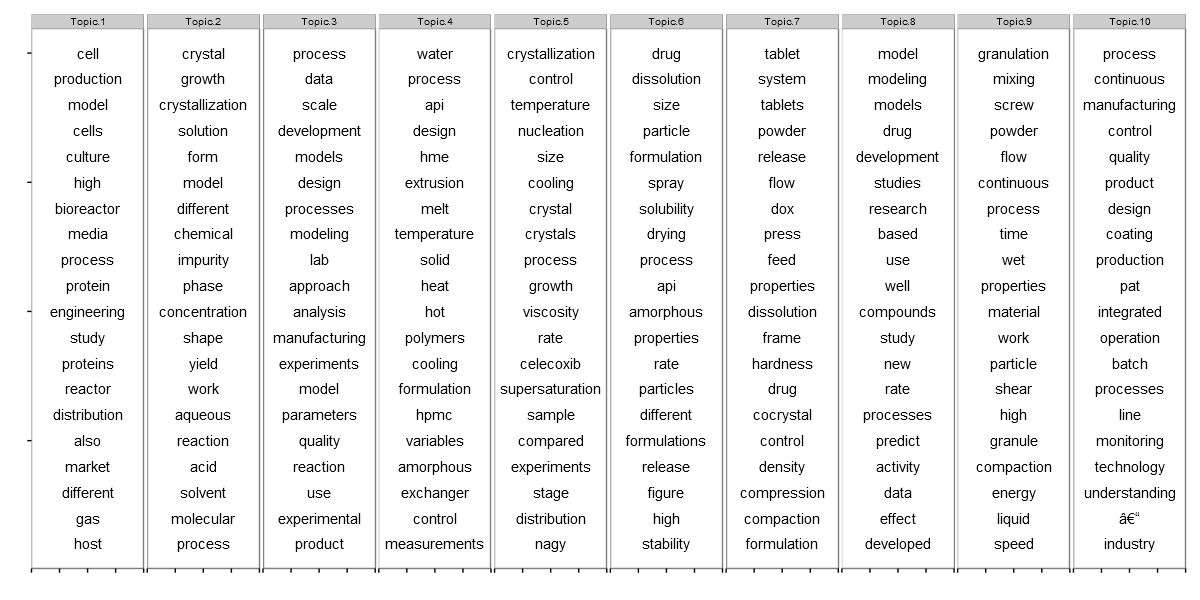 Topic.1 Topic.2 Topic.3 Topic.4 Topic.5 Topic.6 Topic.7 Topic.8 Topic.9 Topic.10
cell crystal process water crystallization drug tablet model granulation process
production growth data process control dissolution system modeling mixing continuous
model crystallization scale api temperature size tablets models screw manufacturing
cells solution development design nucleation particle powder drug powder control
culture form models hme size formulation release development flow quality
high model design extrusion cooling spray flow studies continuous product
bioreactor different processes melt crystal solubility dox research process design
media chemical modeling temperature crystals drying press based time coating
process impurity lab solid process process feed use wet production
protein phase approach heat growth api properties well properties pat
engineering concentration analysis hot viscosity amorphous dissolution compounds material integrated
study shape manufacturing polymers rate properties frame study work operation
proteins yield experiments cooling celecoxib rate hardness new particle batch
reactor work model formulation supersaturation particles drug rate shear processes
distribution aqueous parameters hpmc sample different cocrystal processes high line
also reaction quality variables compared formulations control predict granule monitoring
market acid reaction amorphous experiments release density activity compaction technology
different solvent use exchanger stage figure compression data energy understanding
gas molecular experimental control distribution high compaction effect liquid â€“
host process product measurements nagy stability formulation developed speed industry